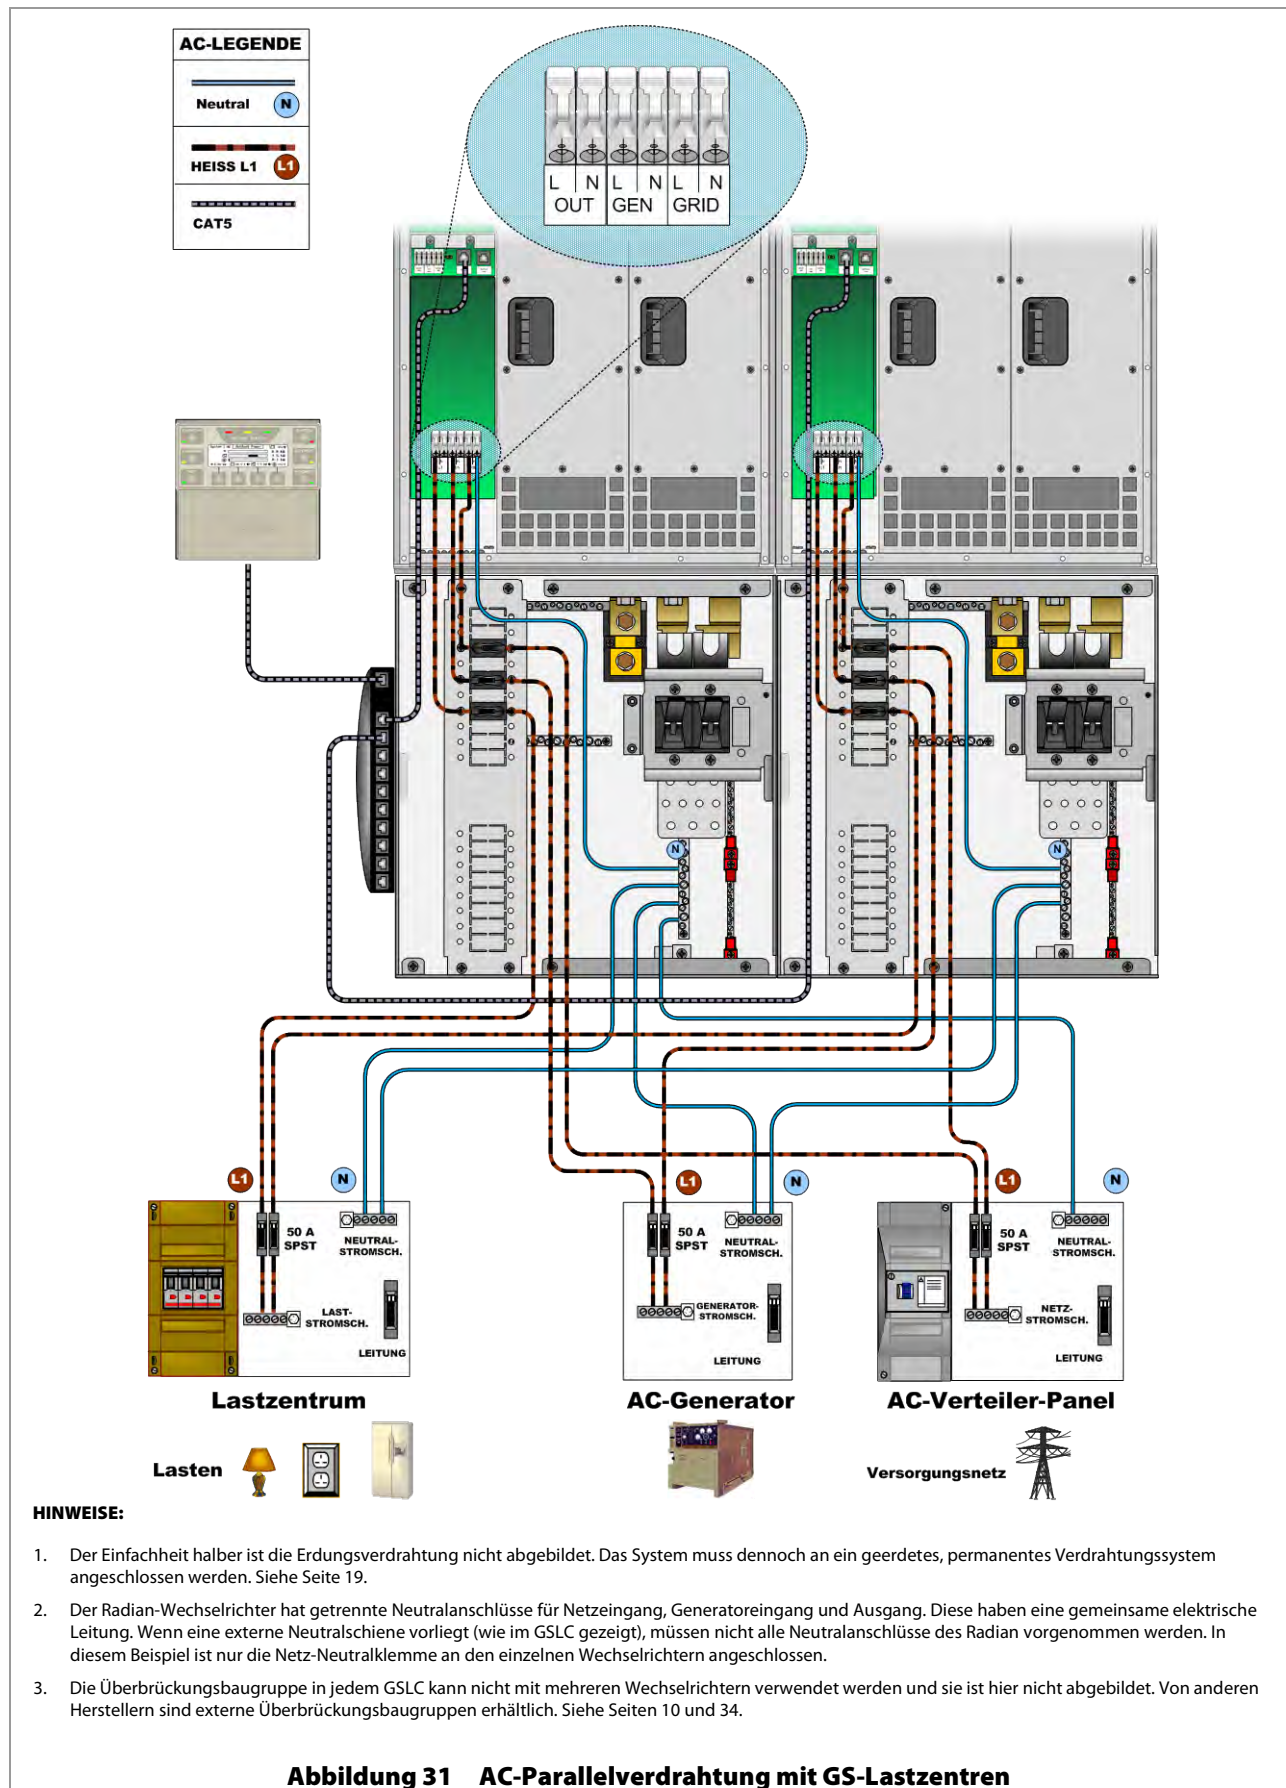 AC-LEGENDE
Neutral N
HEISS L1 L1
CAT5
L N L N L N
OUT GEN GRID
N
N
L1
N
L1
N
L1
N
50 A
SPST
NEUTRAL-
STROMSCH.
LAST-
STROMSCH.
LEITUNG
50 A
SPST
NEUTRAL-
STROMSCH.
GENERATOR-
STROMSCH.
LEITUNG
50 A
SPST
NEUTRAL-
STROMSCH.
NETZ-
STROMSCH.
LEITUNG
Lastzentrum
AC-Generator
AC-Verteiler-Panel
Lasten
Versorgungsnetz
HINWEISE:
1. Der Einfachheit halber ist die Erdungsverdrahtung nicht abgebildet. Das System muss dennoch an ein geerdetes, permanentes Verdrahtungssystem
angeschlossen werden. Siehe Seite 19.
2. Der Radian-Wechselrichter hat getrennte Neutralanschlüsse für Netzeingang, Generatoreingang und Ausgang. Diese haben eine gemeinsame elektrische
Leitung. Wenn eine externe Neutralschiene vorliegt (wie im GSLC gezeigt), müssen nicht alle Neutralanschlüsse des Radian vorgenommen werden. In
diesem Beispiel ist nur die Netz-Neutralklemme an den einzelnen Wechselrichtern angeschlossen.
3. Die Überbrückungsbaugruppe in jedem GSLC kann nicht mit mehreren Wechselrichtern verwendet werden und sie ist hier nicht abgebildet. Von anderen
Herstellern sind externe Überbrückungsbaugruppen erhältlich. Siehe Seiten 10 und 34.
Abbildung 31 AC-Parallelverdrahtung mit GS-Lastzentren